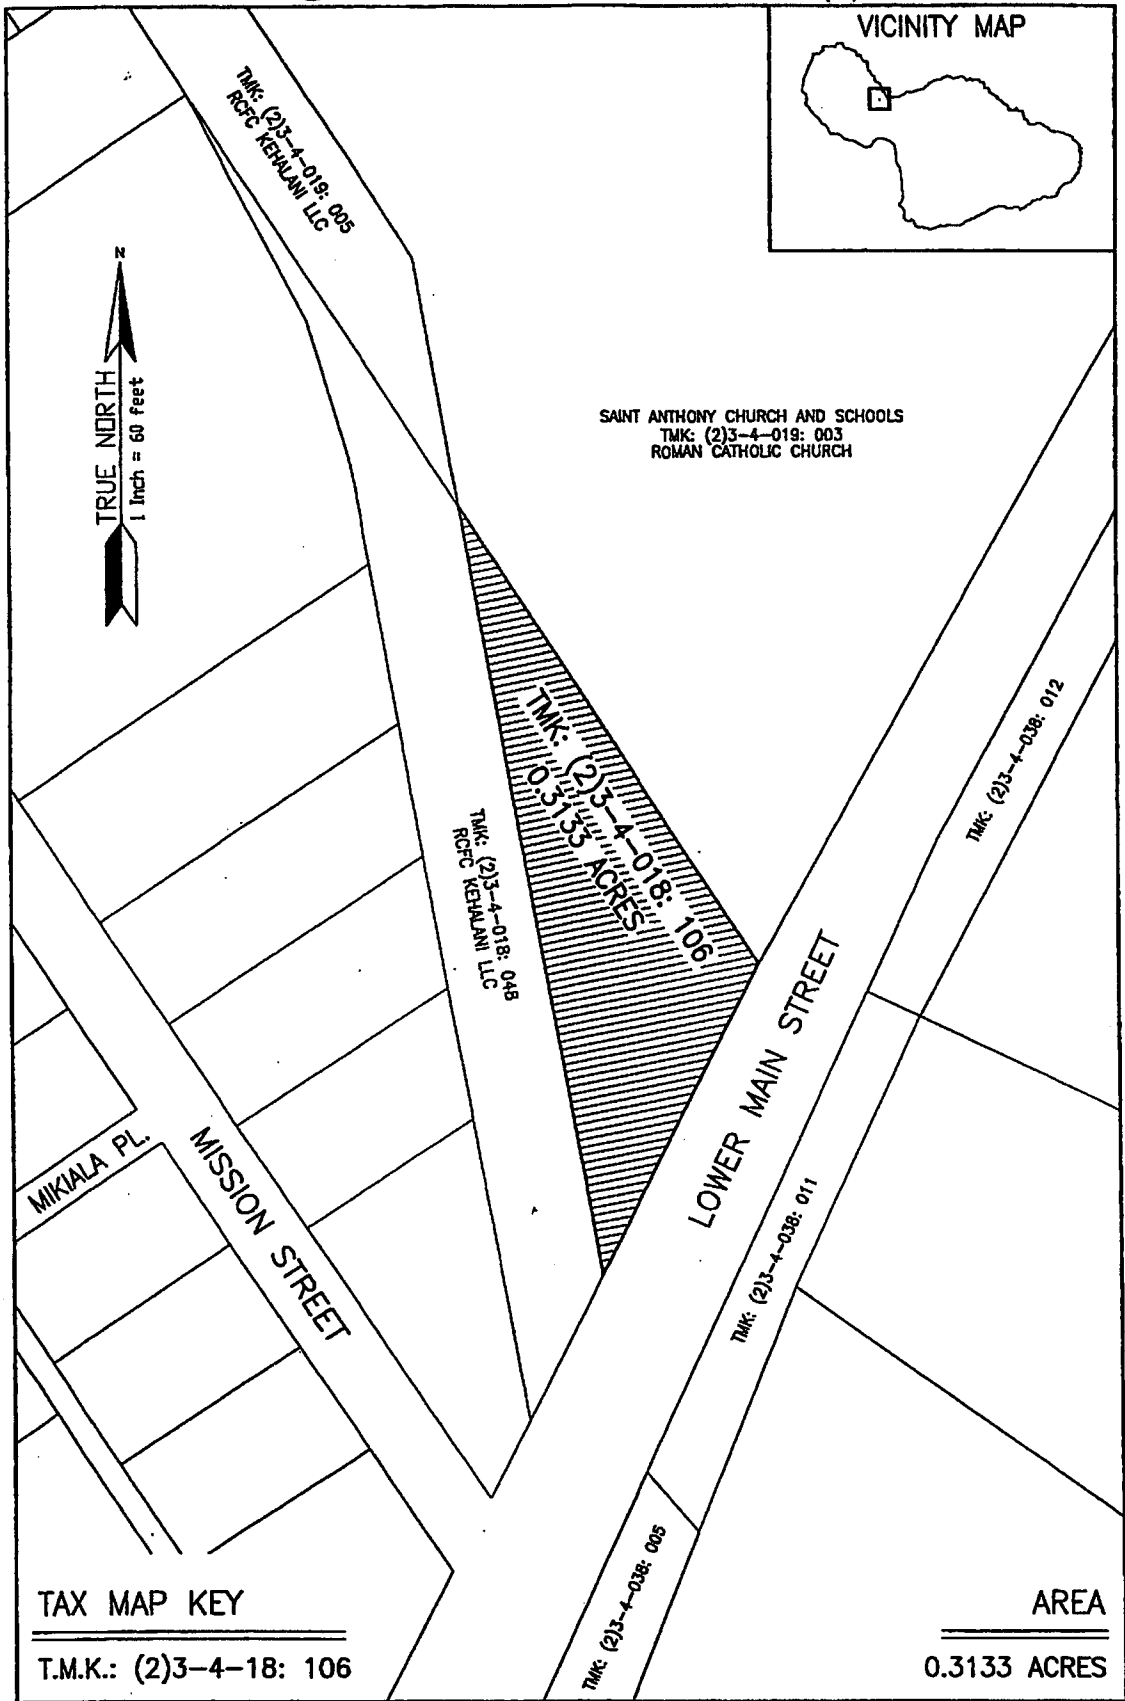 VICINITY MAP
TMK: (2)3-4-019: 005
RCFC KEHALANI LLC
N
TRUE NORTH
1 Inch = 60 feet
SAINT ANTHONY CHURCH AND SCHOOLS
TMK: (2)3-4-019: 003
ROMAN CATHOLIC CHURCH
TMK: (2)3-4-018: 106
0.3133 ACRES
TMK: (2)3-4-038: 012
TMK: (2)3-4-018: 048
RCFC KEHALANI LLC
LOWER MAIN STREET
MIKIALA PL.
MISSION STREET
TMK: (2)3-4-038: 011
TMK: (2)3-4-038: 005
TAX MAP KEY
T.M.K.: (2)3-4-18: 106
AREA
0.3133 ACRES